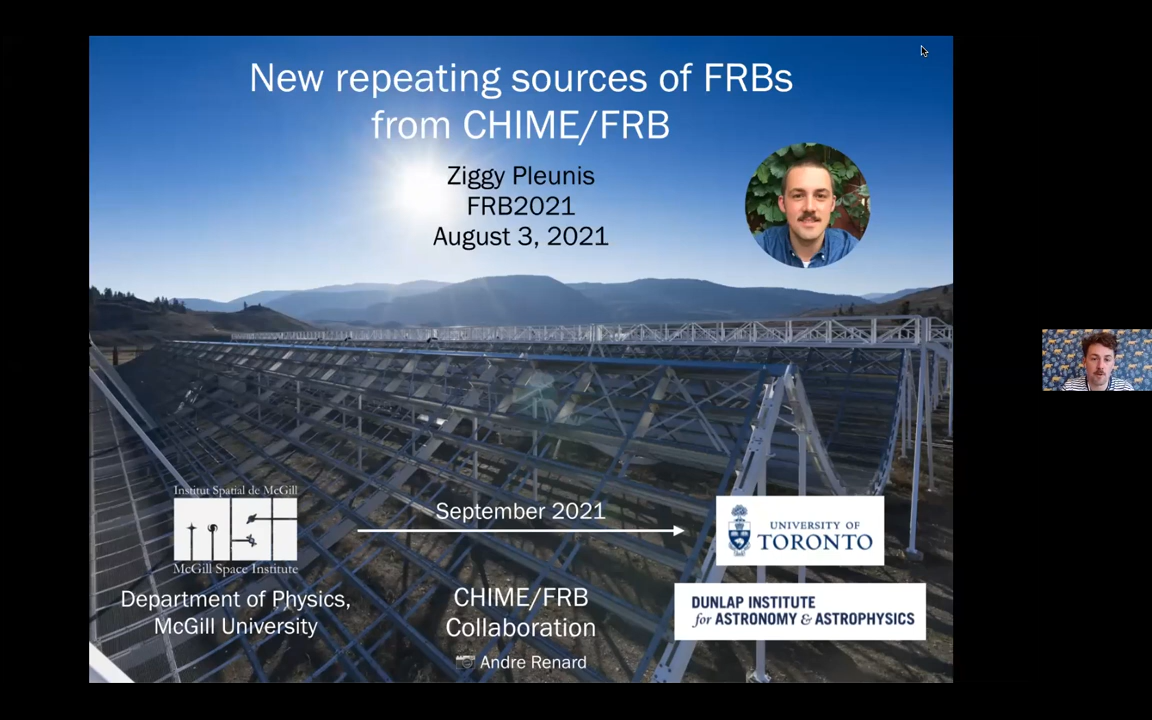 New repeating sources of FRBs
from CHIME/FRB
Ziggy Pleunis
FRB2021
August 3, 2021
Institut Spatial de McGill
McGill Space Institute
Department of Physics,
McGill University
September 2021
CHIME/FRB
Collaboration
Andre Renard
UNIVERSITY OF
TORONTO
DUNLAP INSTITUTE
for ASTRONOMY & ASTROPHYSICS